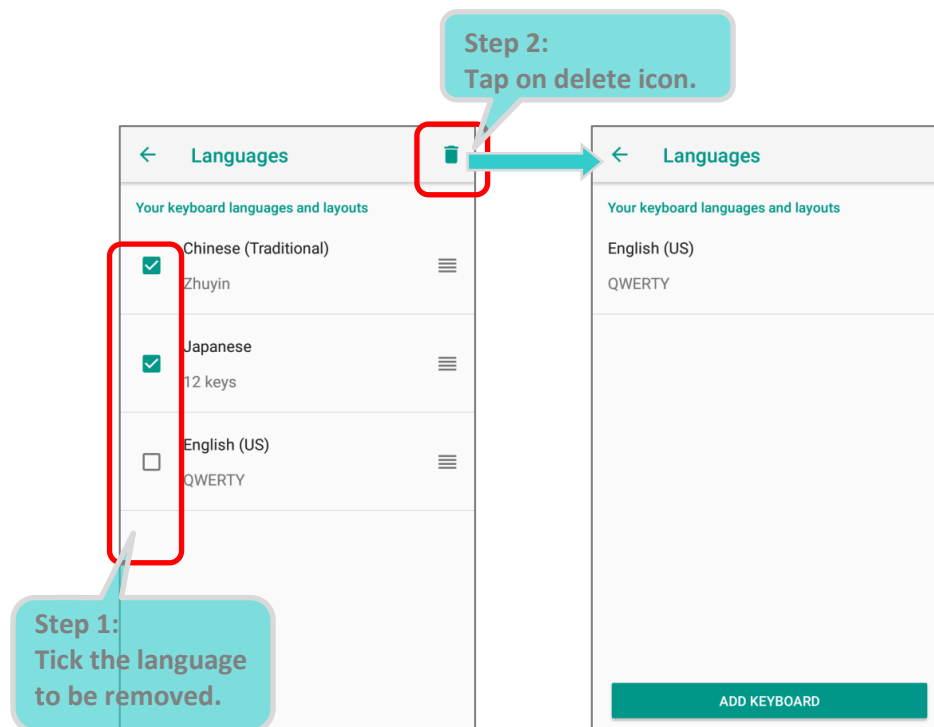 Step 2:
Tap on delete icon.
Languages
Your keyboard languages and layouts
Chinese (Traditional)
Zhuyin
Japanese
12 keys
English (US)
QWERTY
Step 1:
Tick the language
to be removed.
Languages
Your keyboard languages and layouts
English (US)
QWERTY
ADD KEYBOARD